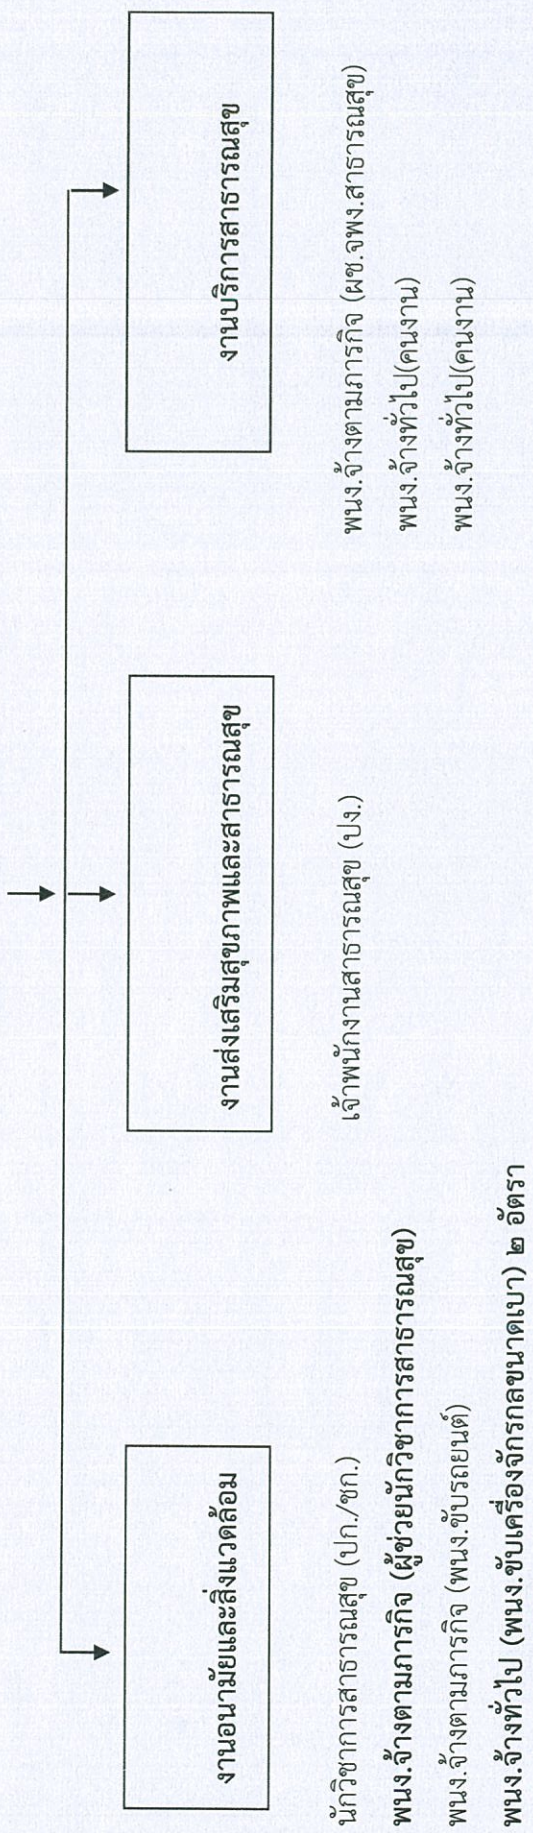 งานอนามัยและสิ่งแวดล้อม
นักวิชาการสาธารณสุข (ปก./ชก.)
พนง.จ้างตามภารกิจ (ผู้ช่วยนักวิชาการสาธารณสุข)
พนง.จ้างตามภารกิจ (พนง.ขับรถยนต์)
พนง.จ้างทั่วไป (พนง.ขับเครื่องจักรกลขนาดเบา) ๒ อัตรา
งานส่งเสริมสุขภาพและสาธารณสุข
เจ้าพนักงานสาธารณสุข (ปง.)
งานบริการสาธารณสุข
พนง.จ้างตามภารกิจ (ผช.จพง.สาธารณสุข)
พนง.จ้างทั่วไป(คนงาน)
พนง.จ้างทั่วไป(คนงาน)